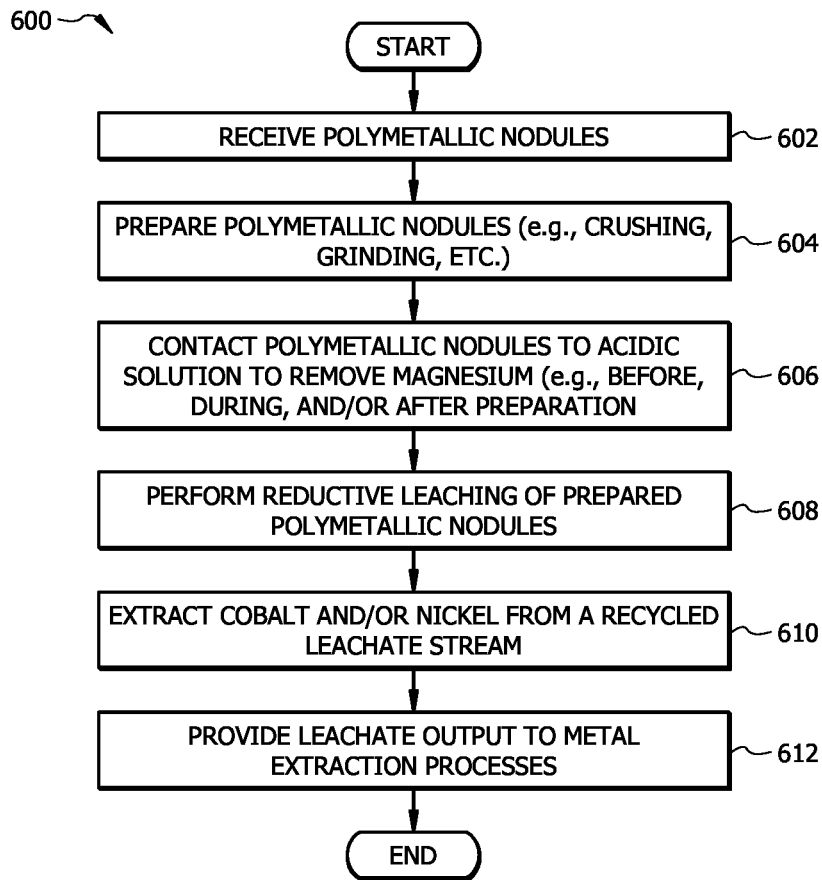 600
START
RECEIVE POLYMETALLIC NODULES
602
PREPARE POLYMETALLIC NODULES (e.g., CRUSHING,
GRINDING, ETC.)
604
CONTACT POLYMETALLIC NODULES TO ACIDIC
SOLUTION TO REMOVE MAGNESIUM (e.g., BEFORE,
DURING, AND/OR AFTER PREPARATION
606
PERFORM REDUCTIVE LEACHING OF PREPARED
POLYMETALLIC NODULES
608
EXTRACT COBALT AND/OR NICKEL FROM A RECYCLED
LEACHATE STREAM
610
PROVIDE LEACHATE OUTPUT TO METAL
EXTRACTION PROCESSES
612
END